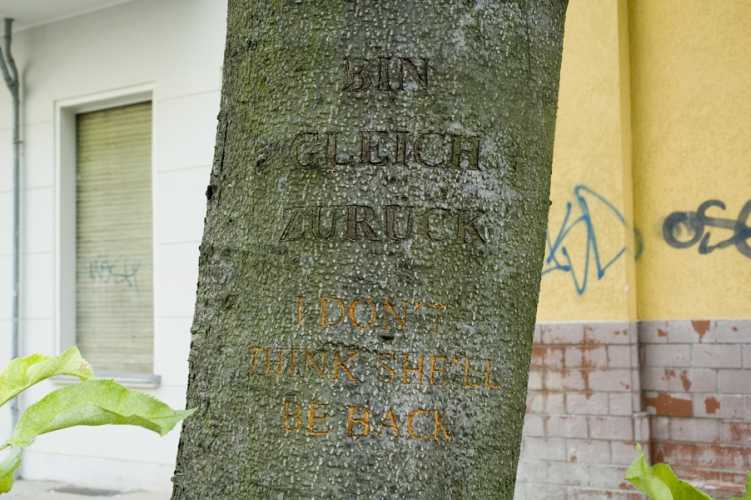 BIN
GLEICH
ZURÜCK
I DON'T
THINK SHE'LL
BE BACK